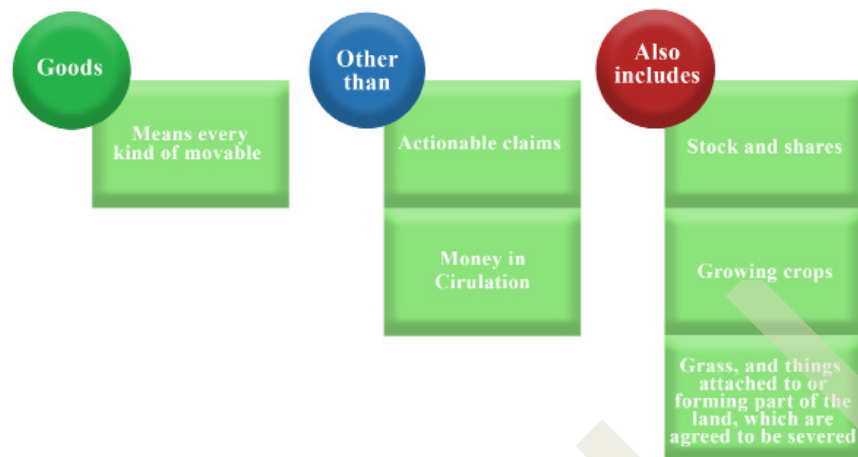 Goods
Means every
kind of movable
Other
than
Actionable claims
Money in
Cirulation
Also
includes
Stock and shares
Growing crops
Grass, and things
attached to or
forming part of the
land, which are
agreed to be severed